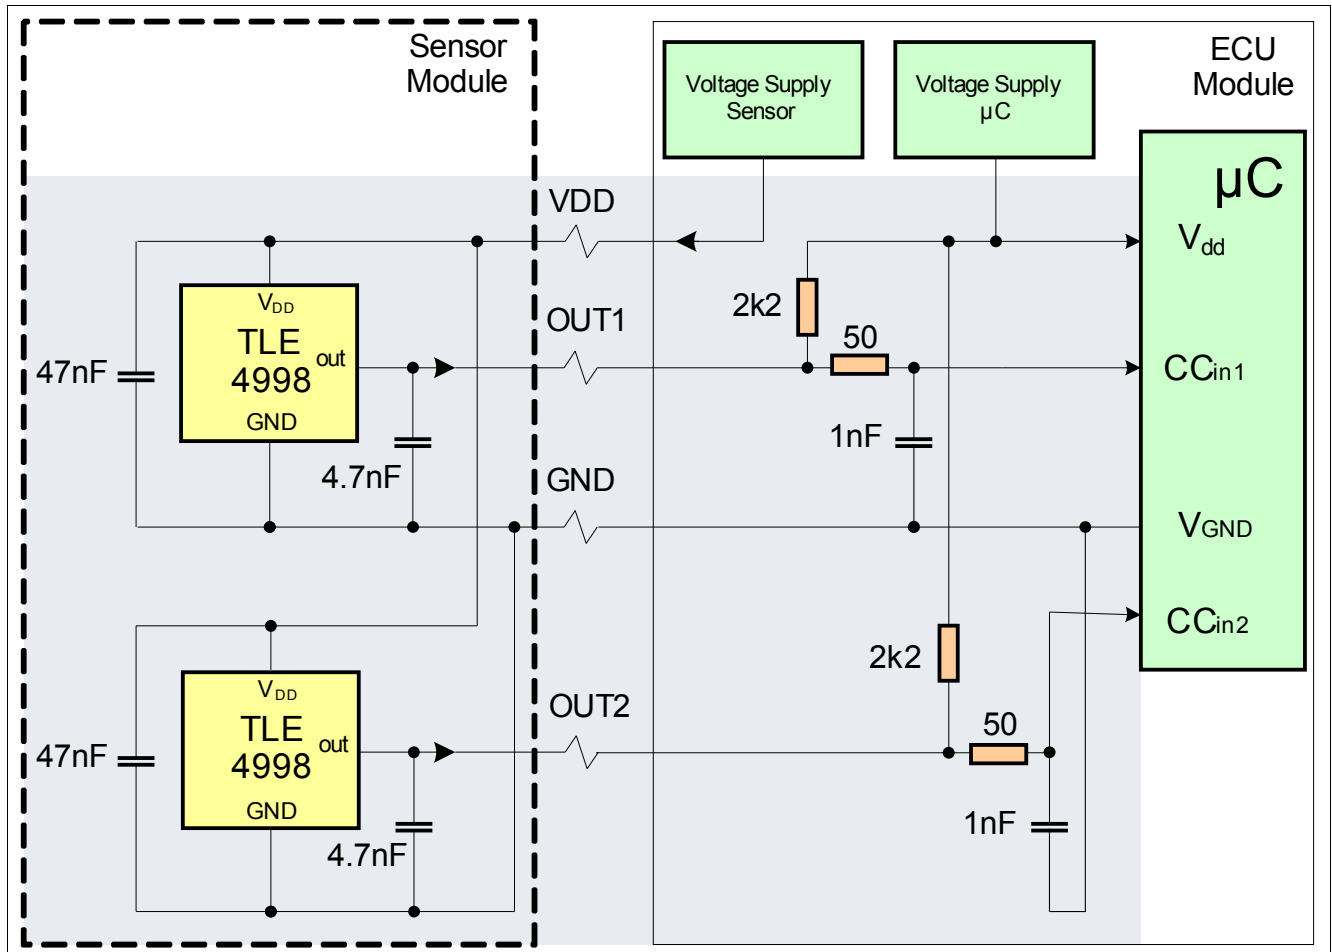 Sensor
Module
Voltage Supply
Sensor
Voltage Supply
µC
ECU
Module
µC
VDD
Vdd
VDD
TLE
4998
out
GND
47nF
4.7nF
OUT1
2k2
50
CCin1
1nF
GND
VGND
CCin2
2k2
VDD
TLE
4998
out
GND
47nF
4.7nF
OUT2
50
1nF